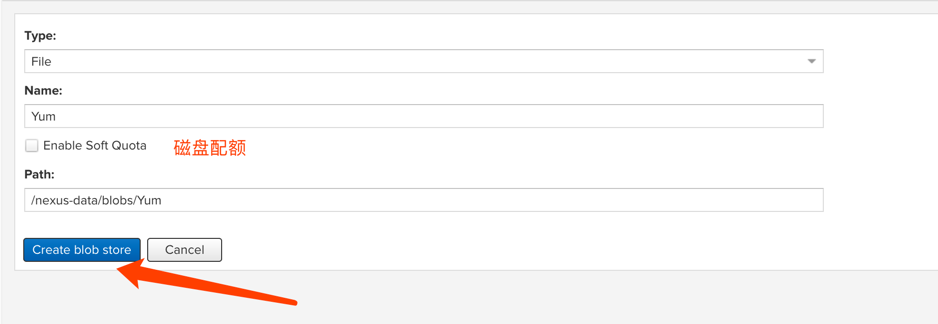 Type:
File
Name:
Yum
Enable Soft Quota 磁盘配额
Path:
/nexus-data/blobs/Yum
Create blob store Cancel